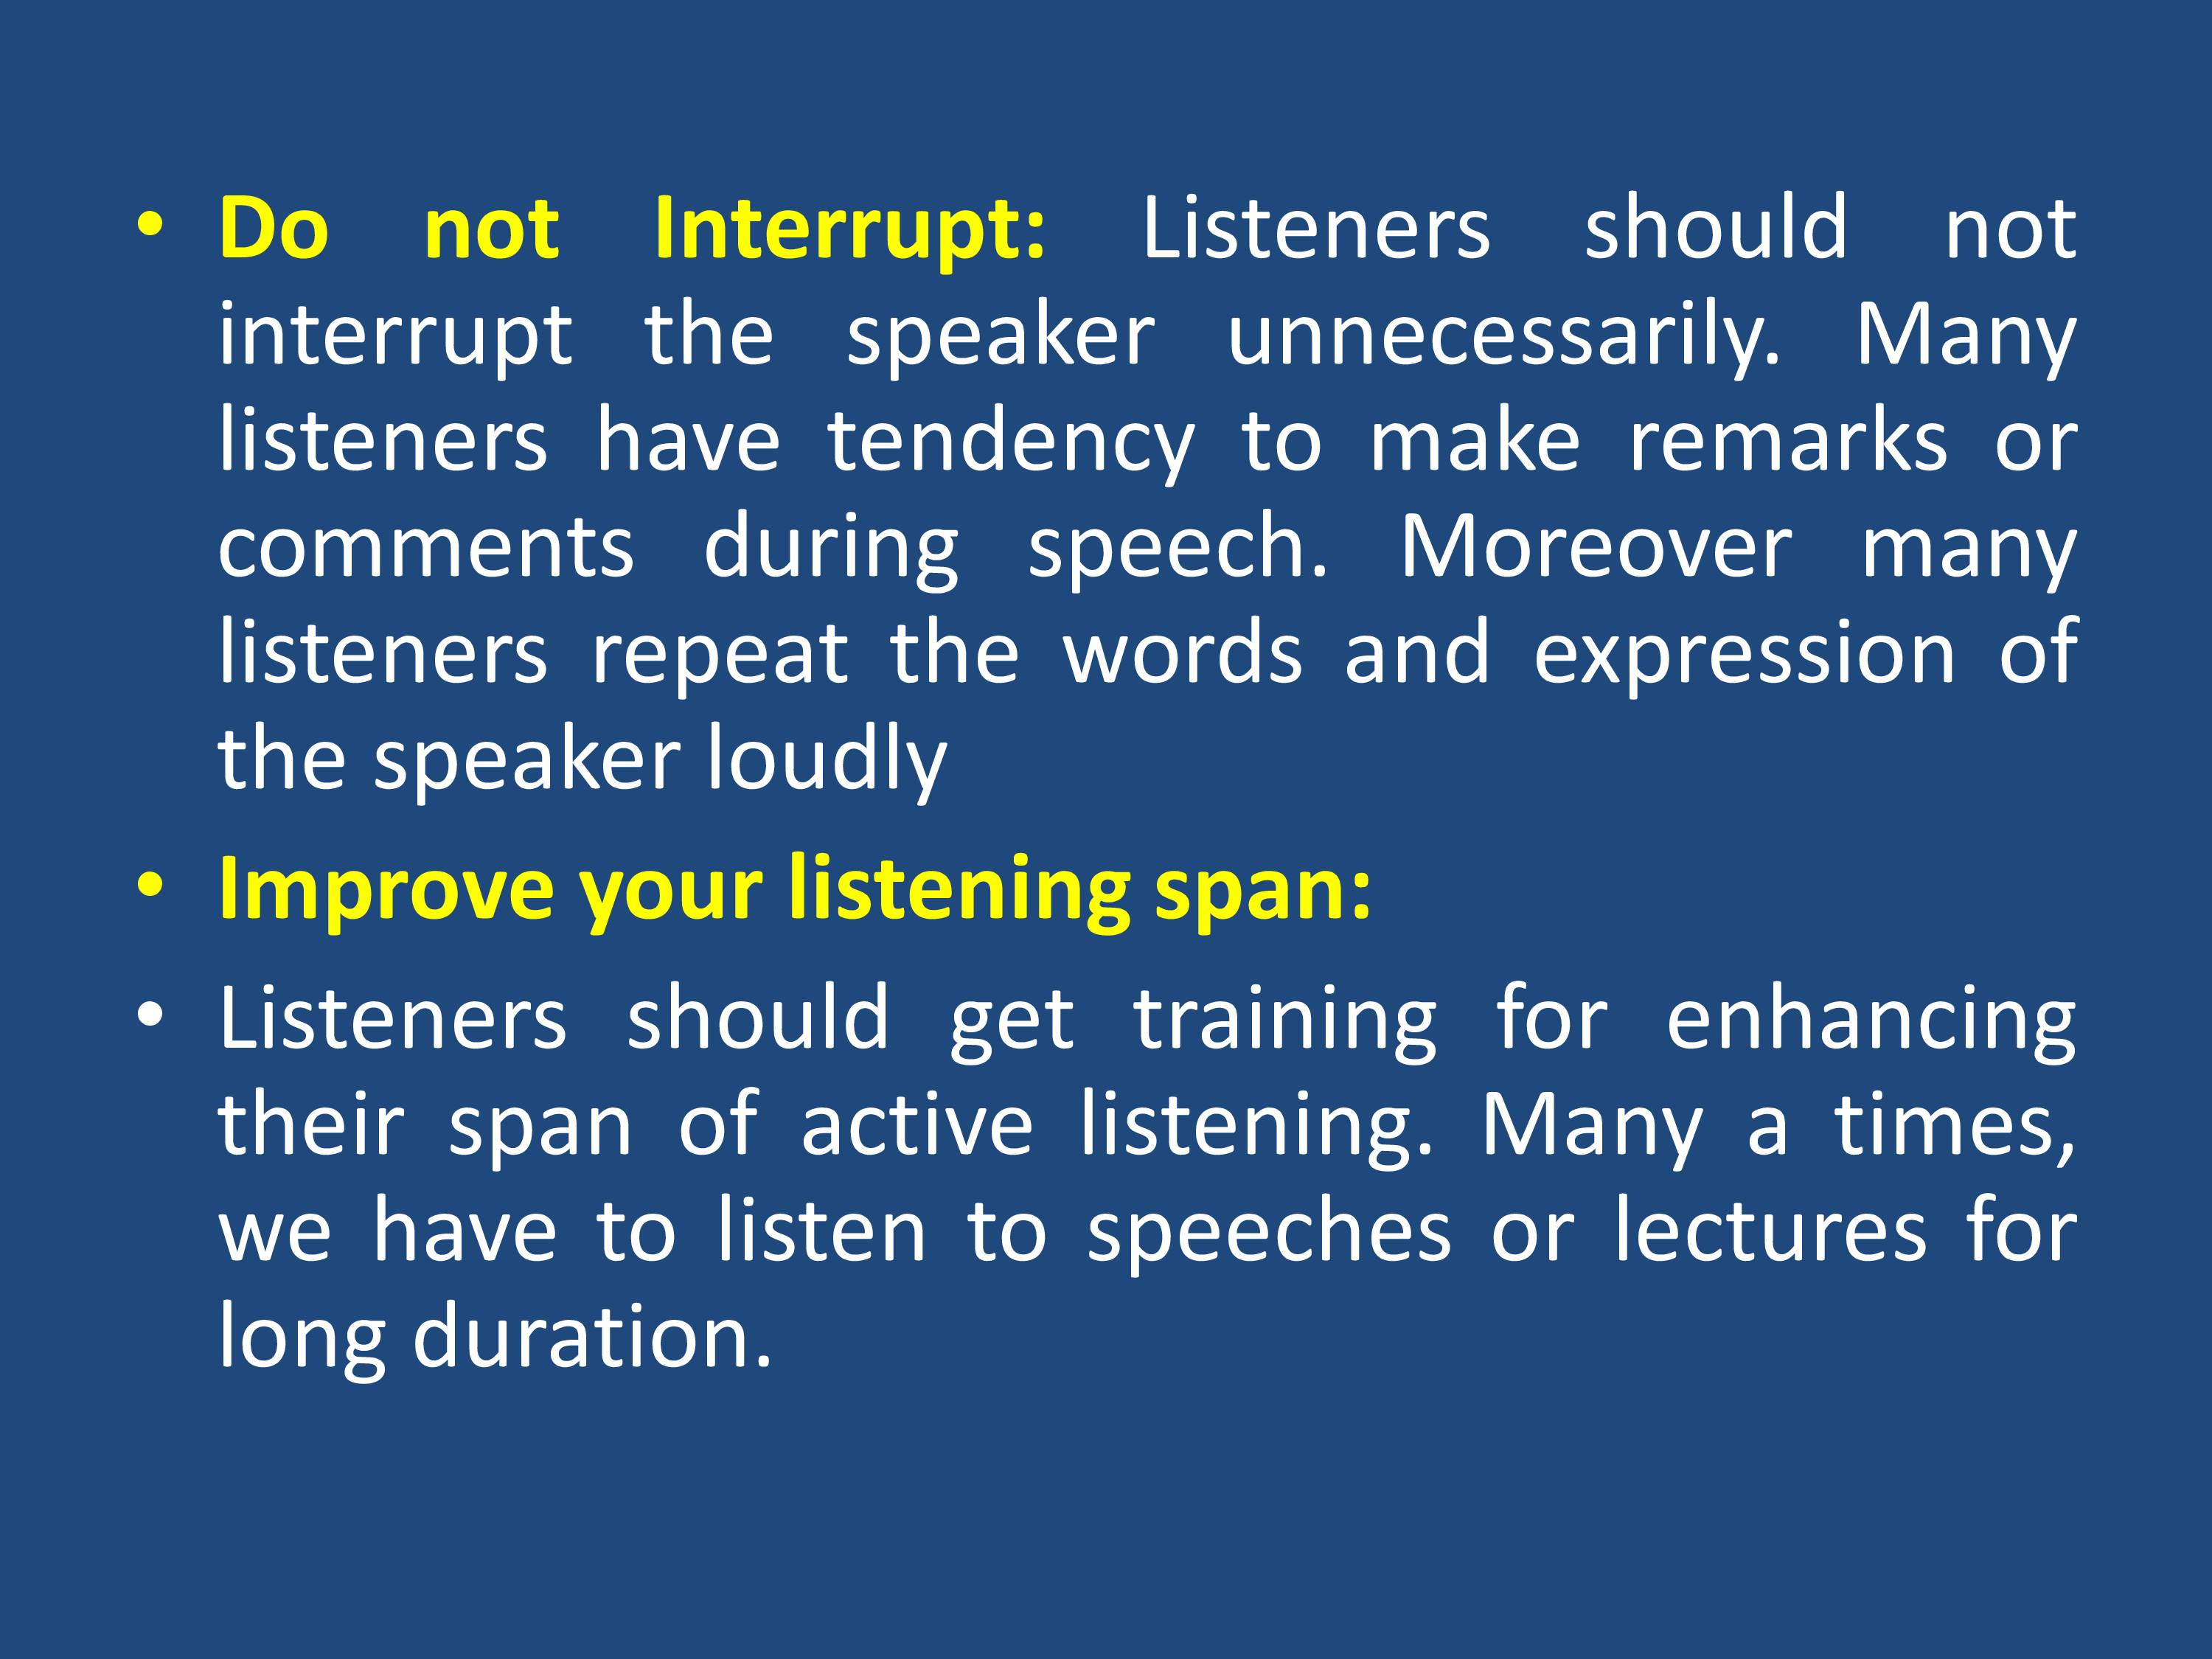 • Do not Interrupt: Listeners should not
interrupt the speaker unnecessarily. Many
listeners have tendency to make remarks or
comments during speech. Moreover many
listeners repeat the words and expression of
the speaker loudly
• Improve your listening span:
• Listeners should get training for enhancing
their span of active listening. Many a times,
we have to listen to speeches or lectures for
long duration.